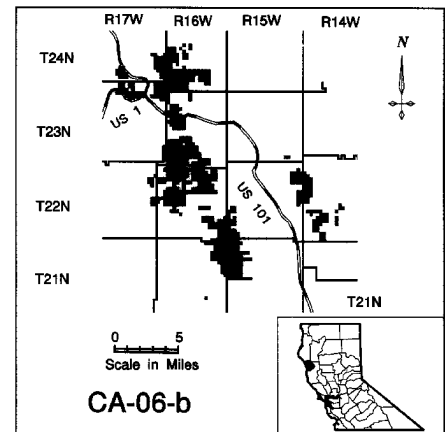 R17W R16W R15W R14W
N
T24N
US 1
T23N
US 101
T22N
T21N
T21N
0 5
Scale in Miles
CA-06-b